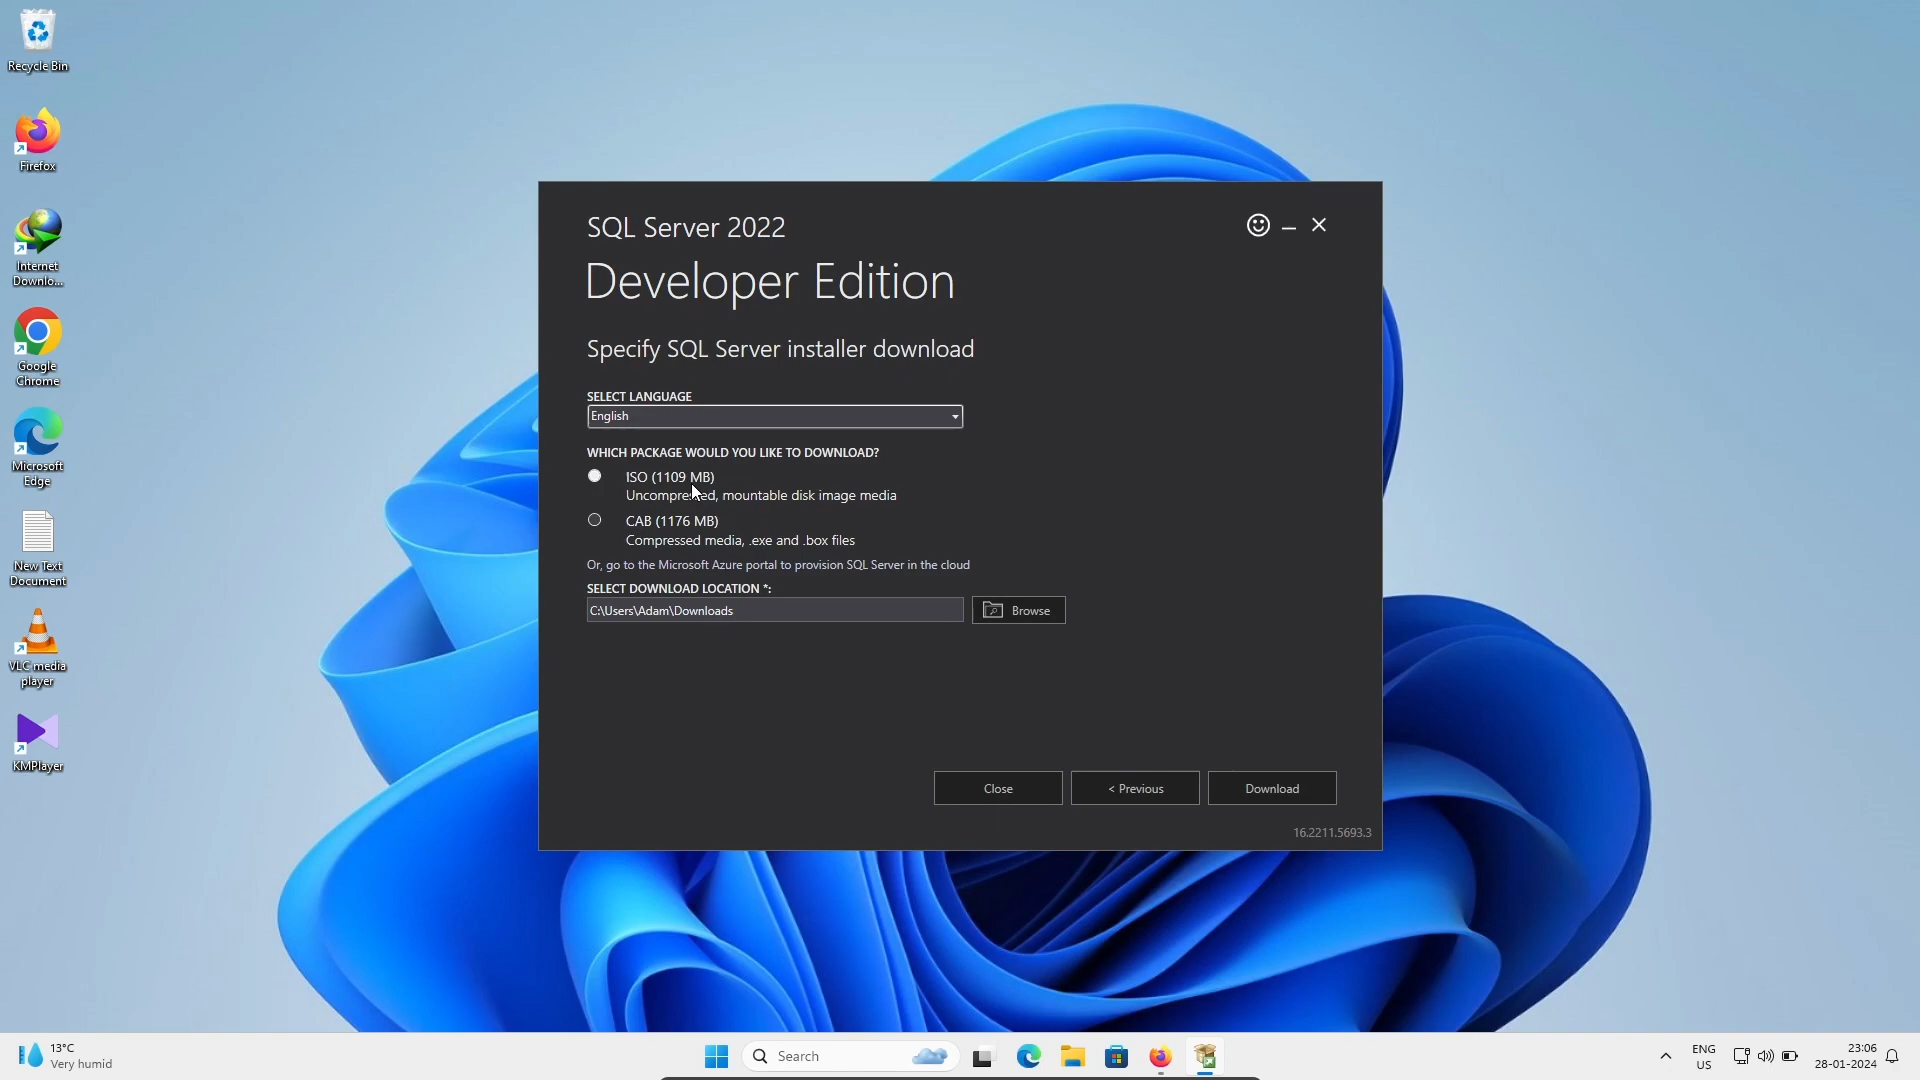 Recycle Bin
Firefox
Internet
Downlo...
Google
Chrome
Microsoft
Edge
New Text
Document
VLC media
player
KMPlayer
SQL Server 2022
Developer Edition
Specify SQL Server installer download
SELECT LANGUAGE
English
WHICH PACKAGE WOULD YOU LIKE TO DOWNLOAD?
ISO (1109 MB)
Uncompressed, mountable disk image media
CAB (1176 MB)
Compressed media, .exe and .box files
Or, go to the Microsoft Azure portal to provision SQL Server in the cloud
SELECT DOWNLOAD LOCATION *:
C:\Users\Adam\Downloads
Browse
Close
< Previous
Download
16.2211.5693.3
13°C
Very humid
Search
ENG
US
23:06
28-01-2024